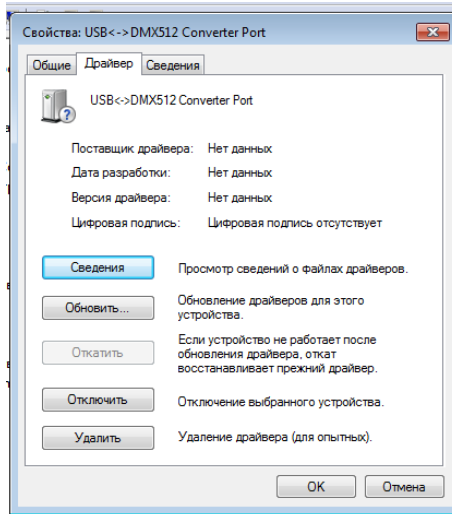 Свойства: USB<->DMX512 Converter Port
Общие Драйвер Сведения
USB<->DMX512 Converter Port
Поставщик драйвера: Нет данных
Дата разработки: Нет данных
Версия драйвера: Нет данных
Цифровая подпись: Цифровая подпись отсутствует
Сведения
Просмотр сведений о файлах драйверов.
Обновить...
Обновление драйверов для этого
устройства.
Откатить
Если устройство не работает после
обновления драйвера, откат
восстанавливает прежний драйвер.
Отключить
Отключение выбранного устройства.
Удалить
Удаление драйвера (для опытных).
OK Отмена